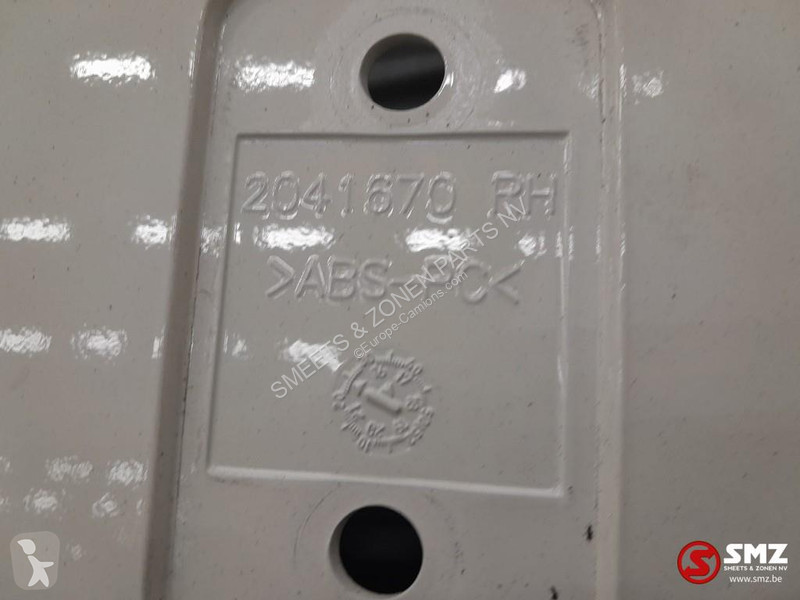 2041670 RH
>ABS-PC<
SMEETS & ZONEN PARTS NV
©Europe-Camions.com
SMZ
SMEETS & ZONEN NV
www.smz.be